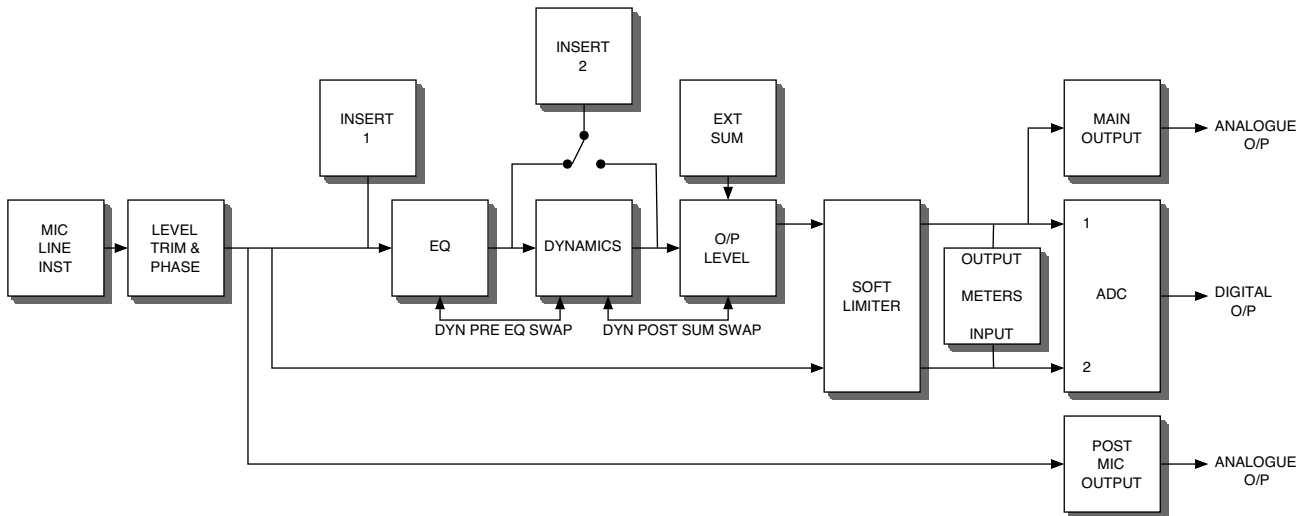 INSERT
2
INSERT
1
EXT
SUM
MAIN
OUTPUT
ANALOGUE
O/P
MIC
LINE
INST
LEVEL
TRIM &
PHASE
EQ
DYNAMICS
O/P
LEVEL
SOFT
LIMITER
1
OUTPUT
METERS
INPUT
ADC
2
DIGITAL
O/P
DYN PRE EQ SWAP
DYN POST SUM SWAP
POST
MIC
OUTPUT
ANALOGUE
O/P